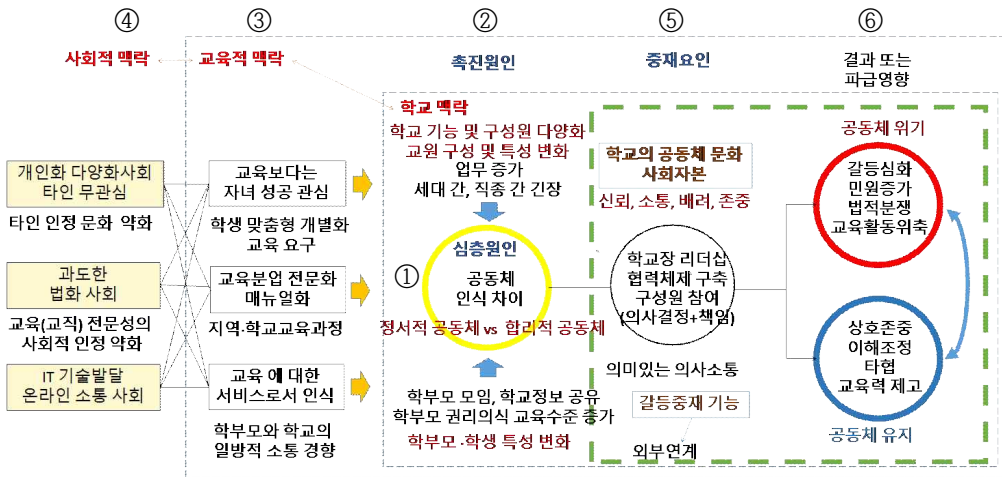 ④
③
②
⑤
⑥
사회적 맥락
교육적 맥락
촉진원인
중재요인
결과 또는
파급영향
학교 맥락
학교 기능 및 구성원 다양화
교원 구성 및 특성 변화
업무 증가
세대 간, 직종 간 긴장
개인화 다양화사회
타인 무관심
타인 인정 문화 약화
과도한
법화 사회
교육(교직) 전문성의
사회적 인정 약화
IT 기술발달
온라인 소통 사회
교육보다는
자녀 성공 관심
학생 맞춤형 개별화
교육 요구
교육분업 전문화
매뉴얼화
지역·학교교육과정
교육 에 대한
서비스로서 인식
학부모와 학교의
일방적 소통 경향
①
심층원인
공동체
인식 차이
정서적 공동체 vs 합리적 공동체
학부모 모임, 학교정보 공유
학부모 권리의식 교육수준 증가
학부모·학생 특성 변화
학교의 공동체 문화
사회자본
신뢰, 소통, 배려, 존중
학교장 리더십
협력체제 구축
구성원 참여
(의사결정+책임)
의미있는 의사소통
갈등중재 기능
외부연계
공동체 위기
갈등심화
민원증가
법적분쟁
교육활동위축
상호존중
이해조정
타협
교육력 제고
공동체 유지